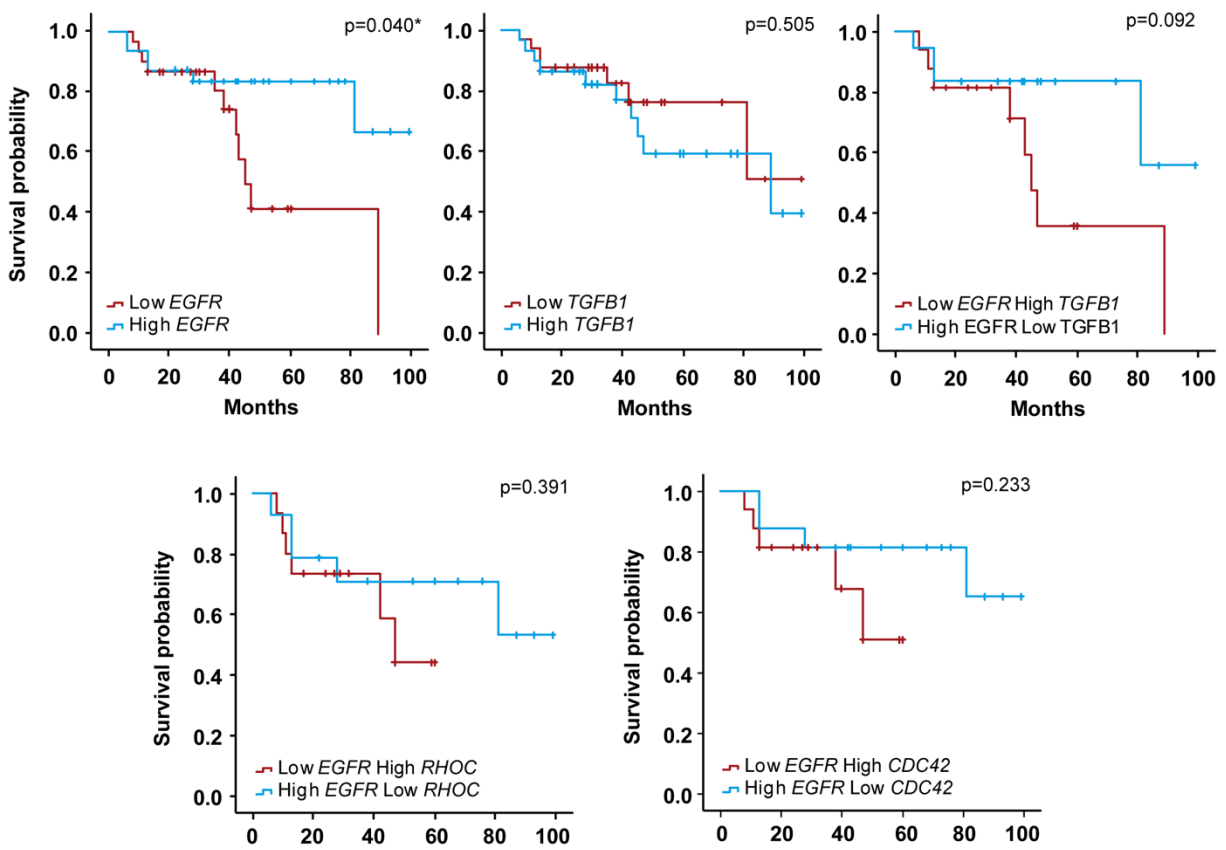 p=0.040*
1.0
0.8
0.6
0.4
0.2
0.0
Survival probability
Low EGFR
High EGFR
0 20 40 60 80 100
Months
p=0.505
1.0
0.8
0.6
0.4
0.2
0.0
Low TGFB1
High TGFB1
0 20 40 60 80 100
Months
p=0.092
1.0
0.8
0.6
0.4
0.2
0.0
Low EGFR High TGFB1
High EGFR Low TGFB1
0 20 40 60 80 100
Months
p=0.391
1.0
0.8
0.6
0.4
0.2
0.0
Survival probability
Low EGFR High RHOC
High EGFR Low RHOC
0 20 40 60 80 100
p=0.233
1.0
0.8
0.6
0.4
0.2
0.0
Survival probability
Low EGFR High CDC42
High EGFR Low CDC42
0 20 40 60 80 100